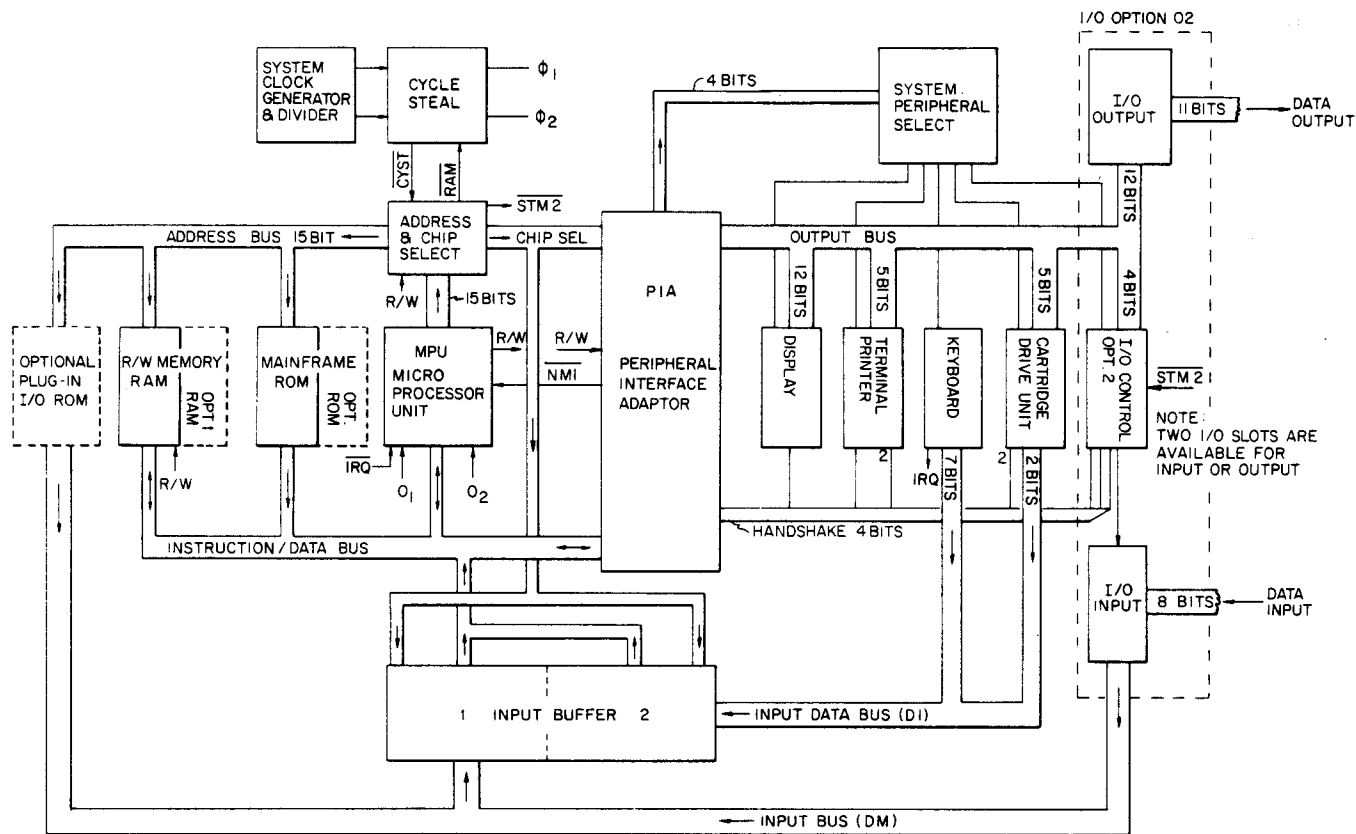 I/O OPTION 02
SYSTEM
CLOCK
GENERATOR
& DIVIDER
CYCLE
STEAL
Φ1
Φ2
4 BITS
SYSTEM
PERIPHERAL
SELECT
I/O
OUTPUT
11 BITS
DATA
OUTPUT
CYST
RAM
12 BITS
STM 2
ADDRESS
& CHIP
SELECT
ADDRESS BUS 15 BIT
CHIP SEL
OUTPUT BUS
R/W
15 BITS
PIA
PERIPHERAL
INTERFACE
ADAPTOR
12 BITS
5 BITS
5 BITS
4 BITS
OPTIONAL
PLUG-IN
I/O ROM
R/W MEMORY
RAM
OPT 1
RAM
MAINFRAME
ROM
OPT.
ROM
MPU
MICRO
PROCESSOR
UNIT
R/W
R/W
NMI
DISPLAY
TERMINAL
PRINTER
KEYBOARD
CARTRIDGE
DRIVE UNIT
I/O CONTROL
OPT. 2
STM 2
NOTE:
TWO I/O SLOTS ARE
AVAILABLE FOR
INPUT OR OUTPUT
R/W
IRQ
O1
O2
2
IRQ
7 BITS
2
2 BITS
HANDSHAKE 4 BITS
INSTRUCTION / DATA BUS
I/O
INPUT
8 BITS
DATA
INPUT
1 INPUT BUFFER 2
INPUT DATA BUS (DI)
INPUT BUS (DM)